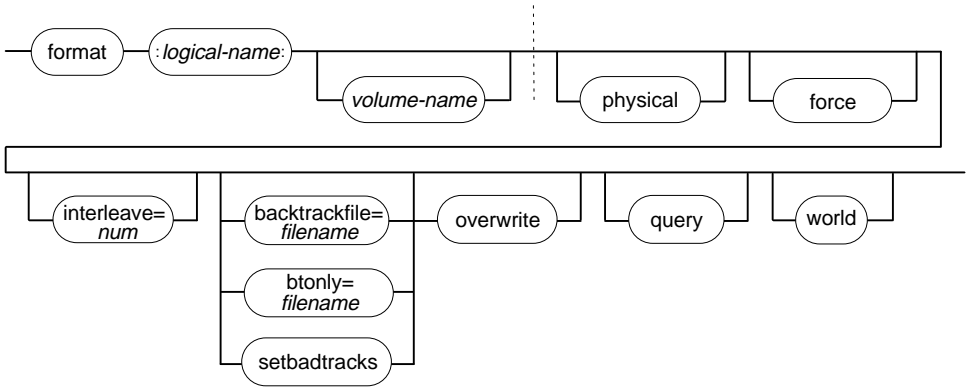 format
:logical-name:
volume-name
physical
force
interleave=
num
backtrackfile=
filename
overwrite
query
world
btonly=
filename
setbadtracks